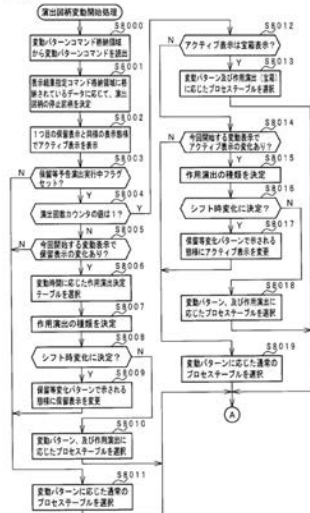 演出図柄変動開始処理
S8000
変動パターンコマンド格納領域
から変動パターンコマンドを読出
S8001
表示結果指定コマンド格納領域に
格納されているデータに応じて、演出
図柄の停止図柄を決定
S8002
1つ目の保留表示と同様の表示態様
でアクティブ表示を表示
S8003
保留等予告演出実行中フラグ
セット?
N
Y
S8004
演出回数カウンタの値は1?
Y
N
S8005
今回開始する変動表示で
保留表示の変化あり?
N
Y
S8006
変動時間に応じた作用演出決定
テーブルを選択
S8007
作用演出の種類を決定
S8008
シフト時変化に決定?
N
Y
S8009
保留等変化パターンで示される
態様に保留表示を変更
S8010
変動パターン、及び作用演出に
応じたプロセステーブルを選択
S8011
変動パターンに応じた通常の
プロセステーブルを選択
S8012
アクティブ表示は宝箱表示?
N
Y
S8013
変動パターン及び作用演出(宝箱)
に応じたプロセステーブルを選択
S8014
今回開始する変動表示で
アクティブ表示の変化あり?
N
Y
S8015
作用演出の種類を決定
S8016
シフト時変化に決定?
N
Y
S8017
保留等変化パターンで示される
態様にアクティブ表示を変更
S8018
変動パターン、及び作用演出に
応じたプロセステーブルを選択
S8019
変動パターンに応じた通常の
プロセステーブルを選択
A